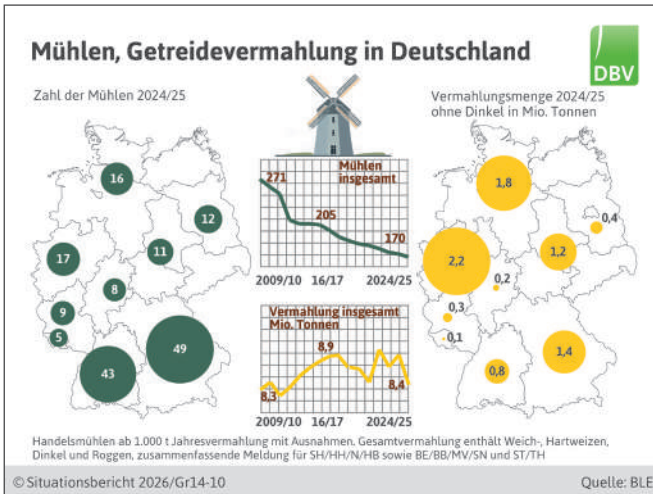 Mühlen, Getreidevermahlung in Deutschland
DBV
Zahl der Mühlen 2024/25
16
12
11
17
8
9
5
43
49
Mühlen
insgesamt
271
205
170
2009/10 16/17 2024/25
Vermahlung insgesamt
Mio. Tonnen
8,9
8,3
8,4
2009/10 16/17 2024/25
Vermahlungsmenge 2024/25
ohne Dinkel in Mio. Tonnen
1,8
0,4
1,2
2,2
0,2
0,3
0,1
0,8
1,4
Handelsmühlen ab 1.000 t Jahresvermahlung mit Ausnahmen. Gesamtvermahlung enthält Weich-, Hartweizen,
Dinkel und Roggen, zusammenfassende Meldung für SH/HH/N/HB sowie BE/BB/MV/SN und ST/TH
© Situationsbericht 2026/Gr14-10
Quelle: BLE